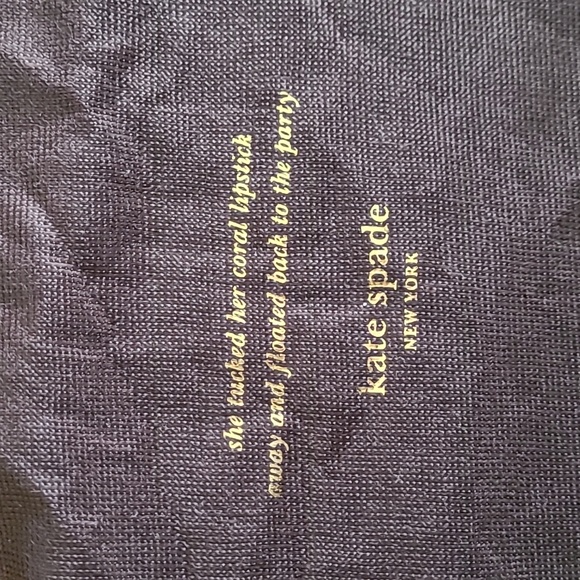 she tucked her coral lipstick
away and floated back to the party
kate spade
NEW YORK